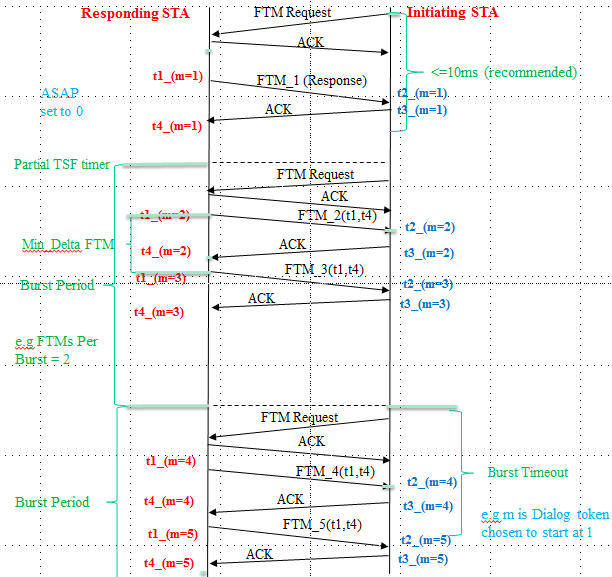 Responding STA
FTM Request
Initiating STA
ACK
<=10ms (recommended)
t1_(m=1)
FTM_1 (Response)
ASAP
set to 0
t2_(m=1)
ACK
t3_(m=1)
t4_(m=1)
Partial TSF timer
FTM Request
ACK
t1_(m=2)
FTM_2(t1,t4)
t2_(m=2)
Min_Delta FTM
t4_(m=2)
ACK
t3_(m=2)
FTM_3(t1,t4)
t1_(m=3)
Burst Period
t2_(m=3)
ACK
t3_(m=3)
t4_(m=3)
e.g FTMs Per
Burst = 2
FTM Request
ACK
t1_(m=4)
FTM_4(t1,t4)
Burst Timeout
t2_(m=4)
Burst Period
t4_(m=4)
ACK
t3_(m=4)
e.g m is Dialog token
chosen to start at 1
FTM_5(t1,t4)
t1_(m=5)
t2_(m=5)
ACK
t3_(m=5)
t4_(m=5)